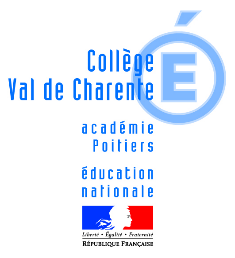 Collège
Val de Charente
É
académie
Poitiers
éducation
nationale
Liberté • Égalité • Fraternité
RÉPUBLIQUE FRANÇAISE